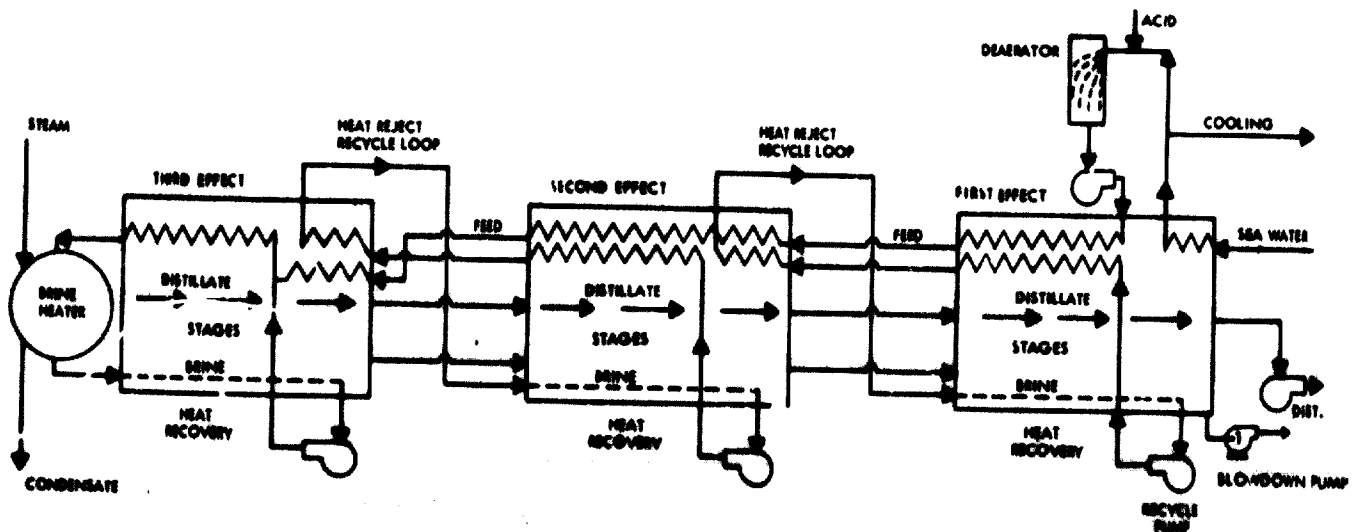 ACID
DEAERATOR
COOLING
STEAM
HEAT REJECT
RECYCLE LOOP
HEAT REJECT
RECYCLE LOOP
THIRD EFFECT
SECOND EFFECT
FIRST EFFECT
FEED
FEED
SEA WATER
BRINE
HEATER
DISTILLATE
STAGES
BRINE
HEAT
RECOVERY
DISTILLATE
STAGES
BRINE
HEAT
RECOVERY
DISTILLATE
STAGES
BRINE
HEAT
RECOVERY
DIST.
BLOWDOWN PUMP
RECYCLE
PUMP
CONDENSATE